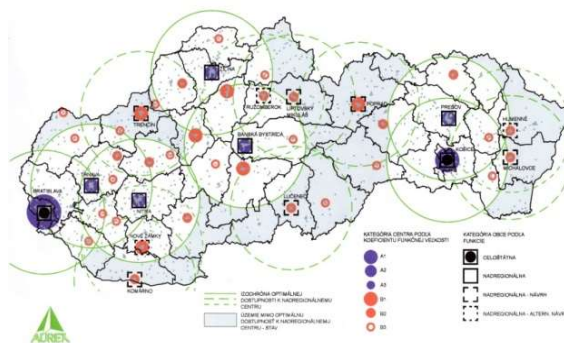 ŽILINA
RUŽOMBEROK
LIPTOVSKÝ
MIKULÁŠ
POPRAD
PREŠOV
HUMENNÉ
TRENČÍN
BANSKÁ BYSTRICA
KOŠICE
MICHALOVCE
BRATISLAVA
TRNAVA
NITRA
LUČENEC
NOVÉ ZÁMKY
KOMÁRNO
KATEGÓRIA CENTRA PODĽA
KOEFICIENTU FUNKČNEJ VEĽKOSTI
A1
A2
A3
B1
B2
B3
KATEGÓRIA OBCE PODĽA
FUNKCIE
CELOŠTÁTNA
NADREGIONÁLNA
NADREGIONÁLNA - NÁVRH
NADREGIONÁLNA - ALTERN. NÁVRH
IZOCHRÓNA OPTIMÁLNEJ
DOSTUPNOSTI K NADREGIONÁLNEMU
CENTRU
ÚZEMIE MIMO OPTIMÁLNU
DOSTUPNOSŤ K NADREGIONÁLNEMU
CENTRU - STAV
AUREX